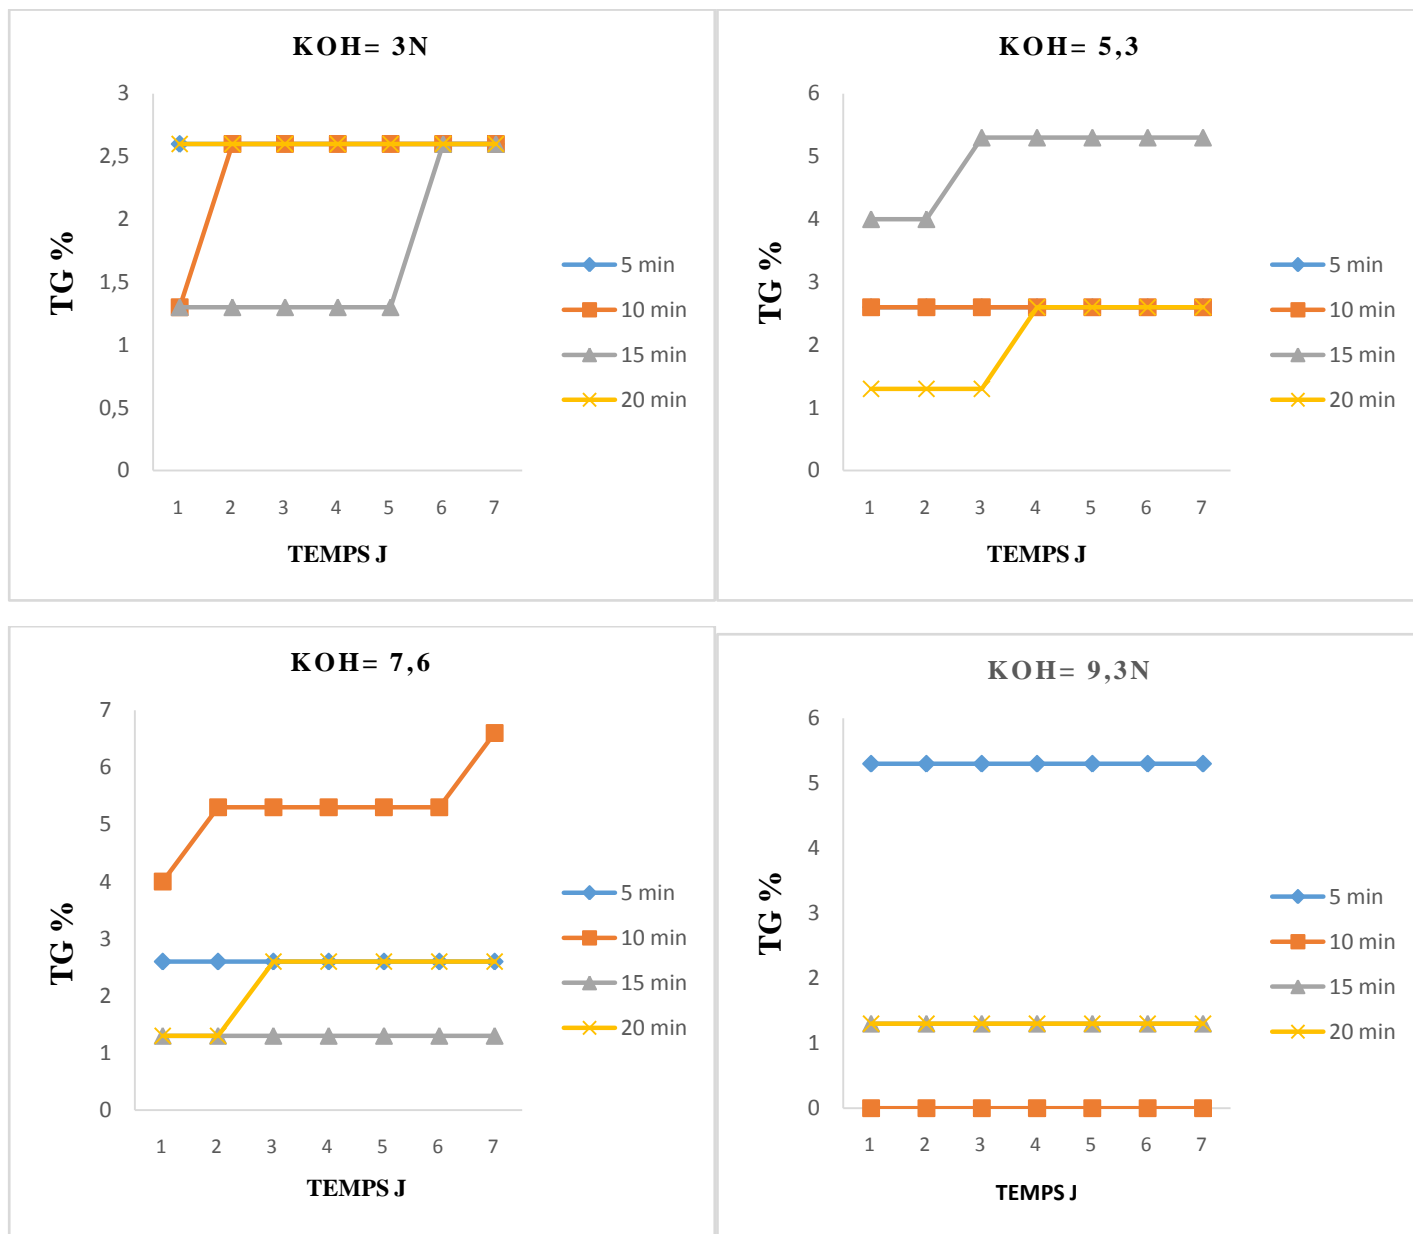 KOH= 3N
3
2,5
2
1,5
1
0,5
0
TG %
1 2 3 4 5 6 7
TEMPS J
5 min
10 min
15 min
20 min
KOH= 5,3
6
5
4
3
2
1
0
TG %
1 2 3 4 5 6 7
TEMPS J
5 min
10 min
15 min
20 min
KOH= 7,6
7
6
5
4
3
2
1
0
TG %
1 2 3 4 5 6 7
TEMPS J
5 min
10 min
15 min
20 min
KOH= 9,3N
6
5
4
3
2
1
0
TG %
1 2 3 4 5 6 7
TEMPS J
5 min
10 min
15 min
20 min